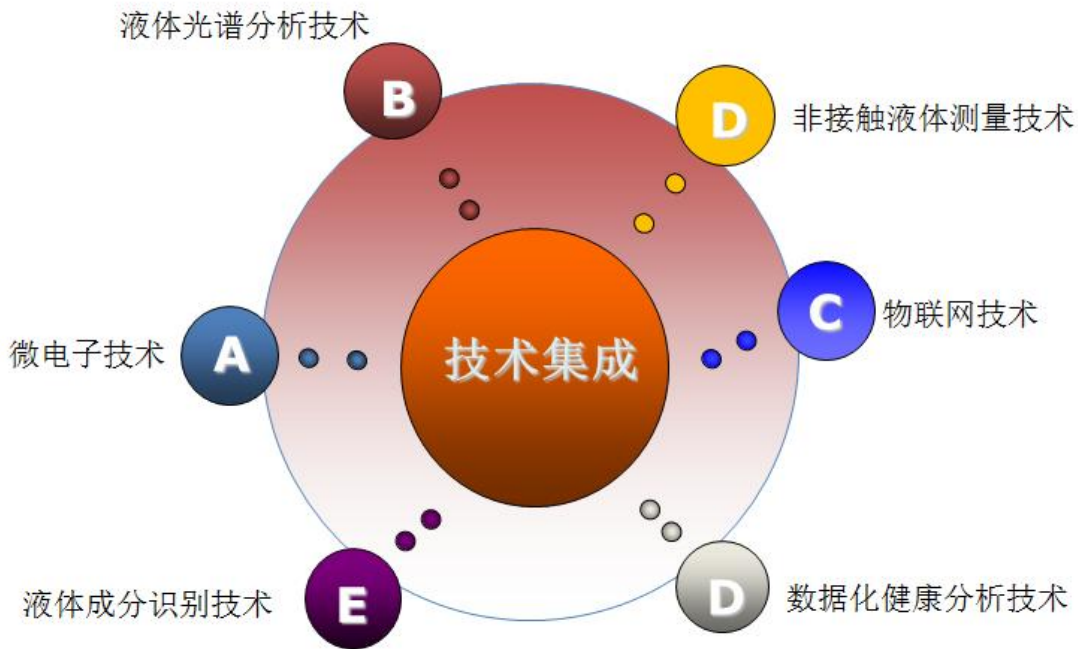 液体光谱分析技术
B
D
非接触液体测量技术
C
物联网技术
微电子技术
A
技术集成
液体成分识别技术
E
D
数据化健康分析技术